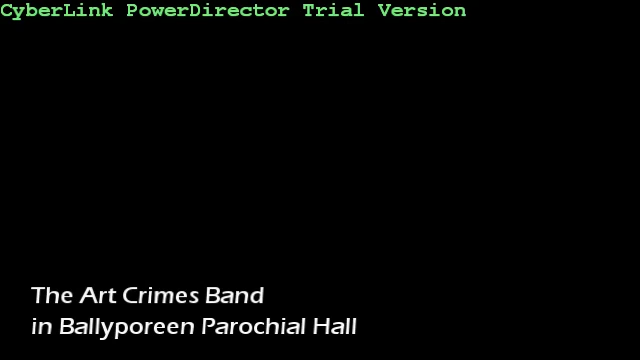 CyberLink PowerDirector Trial Version
The Art Crimes Band
in Ballyporeen Parochial Hall